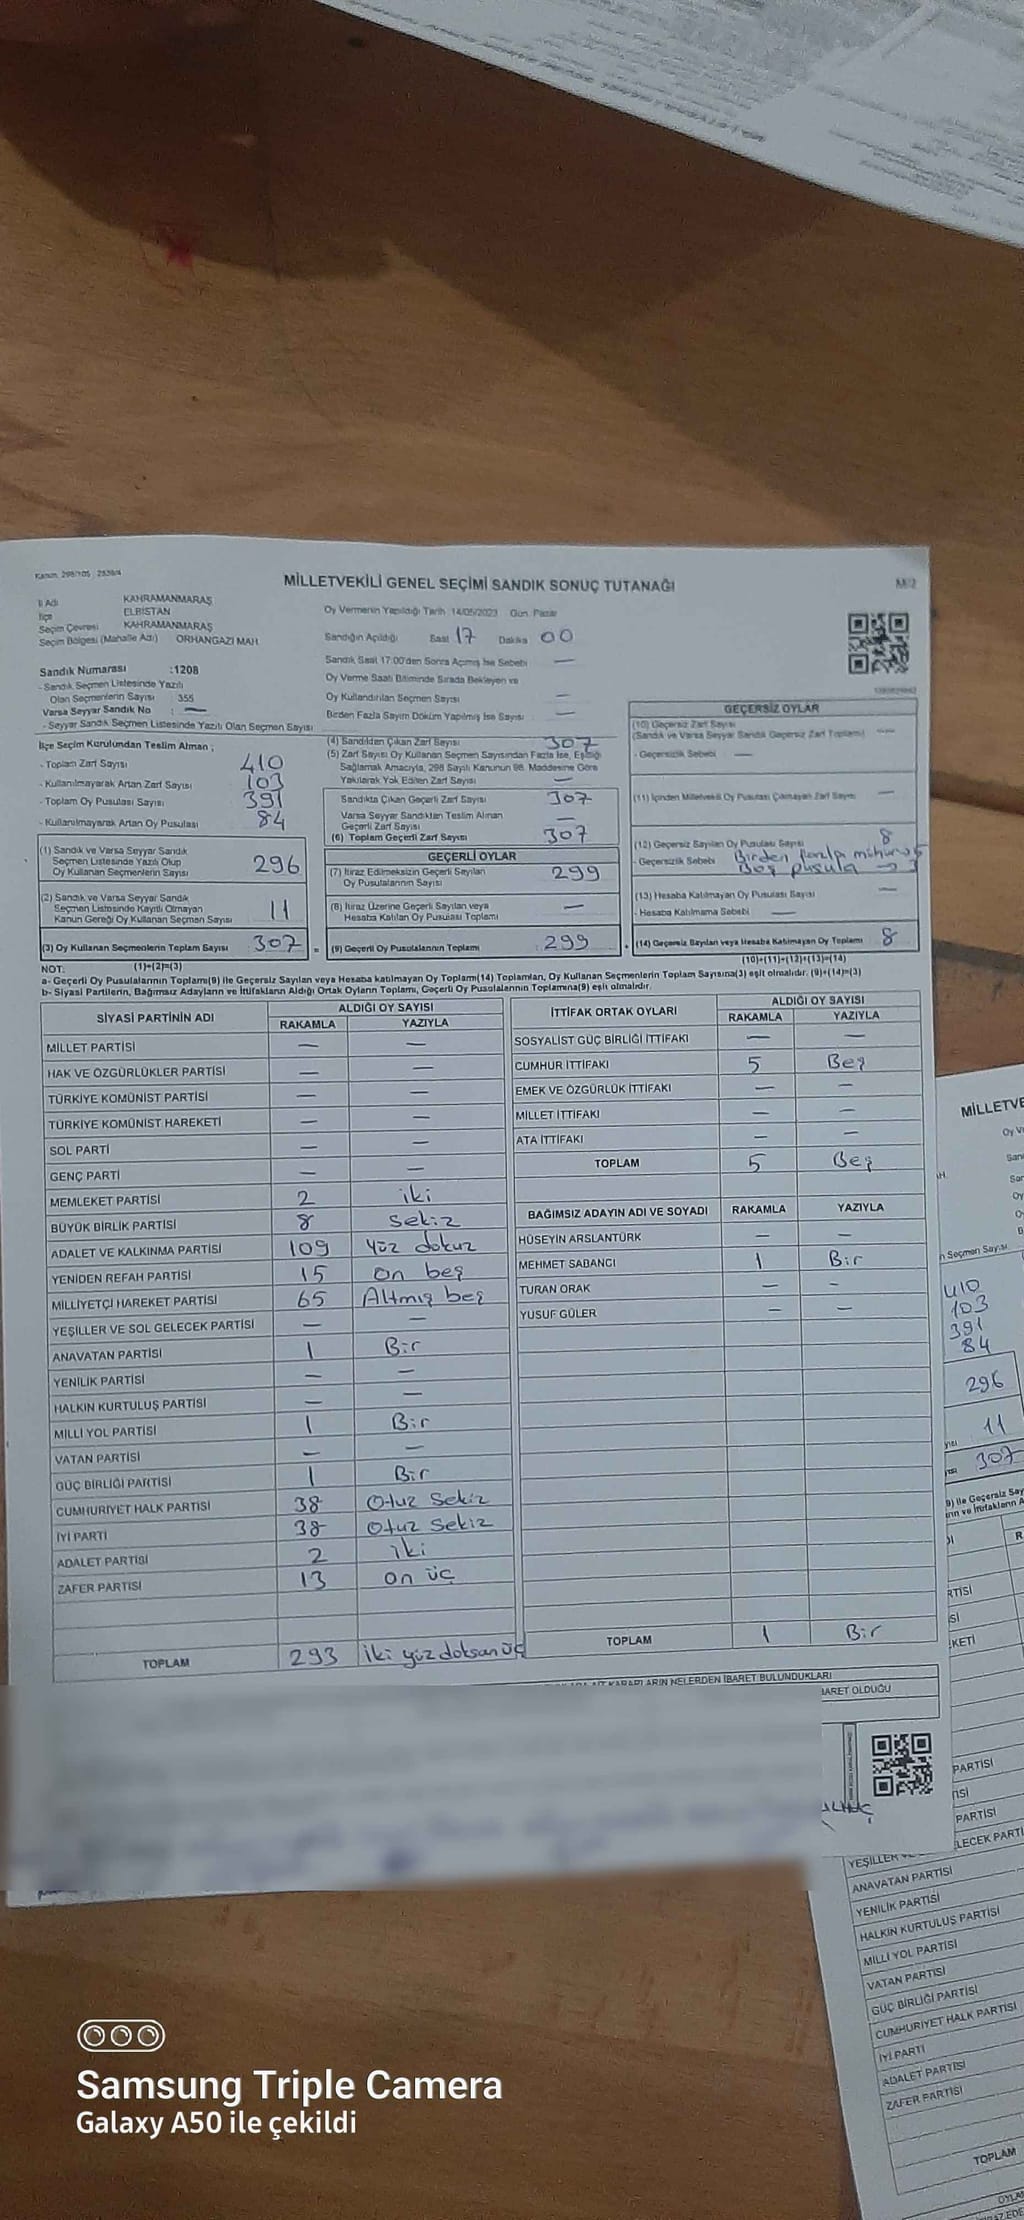 Kanun 298/105 2839/4
MİLLETVEKİLİ GENEL SEÇİMİ SANDIK SONUÇ TUTANAĞI
M/2
İl Adı KAHRAMANMARAŞ
İlçe ELBİSTAN
Seçim Çevresi KAHRAMANMARAŞ
Seçim Bölgesi (Mahalle Adı) ORHANGAZİ MAH.
Oy Vermenin Yapıldığı Tarih 14/05/2023 Gün: Pazar
Sandığın Açıldığı Saat 17 Dakika 00
Sandık Saat 17:00'den Sonra Açmış İse Sebebi —
Oy Verme Saati Bitiminde Sırada Bekleyen ve
Oy Kullandırılan Seçmen Sayısı —
Birden Fazla Sayım Döküm Yapılmış İse Sayısı —
Sandık Numarası :1208
- Sandık Seçmen Listesinde Yazılı
Olan Seçmenlerin Sayısı : 355
Varsa Seyyar Sandık No : —
- Seyyar Sandık Seçmen Listesinde Yazılı Olan Seçmen Sayısı
İlçe Seçim Kurulundan Teslim Alınan ;
- Toplam Zarf Sayısı 410
- Kullanılmayarak Artan Zarf Sayısı 103
- Toplam Oy Pusulası Sayısı 391
- Kullanılmayarak Artan Oy Pusulası 84
(1) Sandık ve Varsa Seyyar Sandık
Seçmen Listesinde Yazılı Olup
Oy Kullanan Seçmenlerin Sayısı 296
(2) Sandık ve Varsa Seyyar Sandık
Seçmen Listesinde Kayıtlı Olmayan
Kanun Gereği Oy Kullanan Seçmen Sayısı 11
(3) Oy Kullanan Seçmenlerin Toplam Sayısı 307 =
(1)+(2)=(3)
(4) Sandıktan Çıkan Zarf Sayısı 307
(5) Zarf Sayısı Oy Kullanan Seçmen Sayısından Fazla İse, Eşitliği
Sağlamak Amacıyla, 298 Sayılı Kanunun 98. Maddesine Göre
Yakılarak Yok Edilen Zarf Sayısı —
Sandıkta Çıkan Geçerli Zarf Sayısı 307
Varsa Seyyar Sandıktan Teslim Alınan
Geçerli Zarf Sayısı —
(6) Toplam Geçerli Zarf Sayısı 307
GEÇERLİ OYLAR
(7) İtiraz Edilmeksizin Geçerli Sayılan
Oy Pusulalarının Sayısı 299
(8) İtiraz Üzerine Geçerli Sayılan veya
Hesaba Katılan Oy Pusulası Toplamı —
(9) Geçerli Oy Pusulalarının Toplamı 299 +
GEÇERSİZ OYLAR
(10) Geçersiz Zarf Sayısı
(Sandık ve Varsa Seyyar Sandık Geçersiz Zarf Toplamı) —
- Geçersizlik Sebebi —
(11) İçinden Milletvekili Oy Pusulası Çıkmayan Zarf Sayısı —
(12) Geçersiz Sayılan Oy Pusulası Sayısı 8
- Geçersizlik Sebebi Birden fazla mühür → 5
Boş pusula → 3
(13) Hesaba Katılmayan Oy Pusulası Sayısı —
- Hesaba Katılmama Sebebi —
(14) Geçersiz Sayılan veya Hesaba Katılmayan Oy Toplamı 8
(10)+(11)+(12)+(13)=(14)
NOT:
a- Geçerli Oy Pusulalarının Toplamı(9) ile Geçersiz Sayılan veya Hesaba katılmayan Oy Toplam(14) Toplamları, Oy Kullanan Seçmenlerin Toplam Sayısına(3) eşit olmalıdır. (9)+(14)=(3)
b- Siyasi Partilerin, Bağımsız Adayların ve İttifakların Aldığı Ortak Oyların Toplamı, Geçerli Oy Pusulalarının Toplamına(9) eşit olmalıdır.
SİYASİ PARTİNİN ADI ALDIĞI OY SAYISI
RAKAMLA YAZIYLA
MİLLET PARTİSİ — —
HAK VE ÖZGÜRLÜKLER PARTİSİ — —
TÜRKİYE KOMÜNİST PARTİSİ — —
TÜRKİYE KOMÜNİST HAREKETİ — —
SOL PARTİ — —
GENÇ PARTİ — —
MEMLEKET PARTİSİ 2 iki
BÜYÜK BİRLİK PARTİSİ 8 sekiz
ADALET VE KALKINMA PARTİSİ 109 yüz dokuz
YENİDEN REFAH PARTİSİ 15 on beş
MİLLİYETÇİ HAREKET PARTİSİ 65 Altmış beş
YEŞİLLER VE SOL GELECEK PARTİSİ — —
ANAVATAN PARTİSİ 1 Bir
YENİLİK PARTİSİ — —
HALKIN KURTULUŞ PARTİSİ — —
MİLLİ YOL PARTİSİ 1 Bir
VATAN PARTİSİ — —
GÜÇ BİRLİĞİ PARTİSİ 1 Bir
CUMHURİYET HALK PARTİSİ 38 Otuz Sekiz
İYİ PARTİ 38 Otuz Sekiz
ADALET PARTİSİ 2 iki
ZAFER PARTİSİ 13 on üç
TOPLAM 293 iki yüz doksan üç
İTTİFAK ORTAK OYLARI ALDIĞI OY SAYISI
RAKAMLA YAZIYLA
SOSYALİST GÜÇ BİRLİĞİ İTTİFAKI — —
CUMHUR İTTİFAKI 5 Beş
EMEK VE ÖZGÜRLÜK İTTİFAKI — —
MİLLET İTTİFAKI — —
ATA İTTİFAKI — —
TOPLAM 5 Beş
BAĞIMSIZ ADAYIN ADI VE SOYADI RAKAMLA YAZIYLA
HÜSEYİN ARSLANTÜRK — —
MEHMET SABANCI 1 Bir
TURAN ORAK — —
YUSUF GÜLER — —
TOPLAM 1 Bir
KARARLARIN NELERDEN İBARET BULUNDUKLARI
İBARET OLDUĞU
MİLLETVE
Oy V
n Seçmen Sayısı
410
103
391
84
296
11
307
9) ile Geçersiz Say
rın ve İttifakların A
RTİSİ
KETİ
PARTİSİ
PARTİSİ
YEŞİLLER VE
LECEK PARTİ
ANAVATAN PARTİSİ
YENİLİK PARTİSİ
HALKIN KURTULUŞ PARTİSİ
MİLLİ YOL PARTİSİ
VATAN PARTİSİ
GÜÇ BİRLİĞİ PARTİSİ
CUMHURİYET HALK PARTİSİ
İYİ PARTİ
ADALET PARTİSİ
ZAFER PARTİSİ
TOPLAM
Samsung Triple Camera
Galaxy A50 ile çekildi